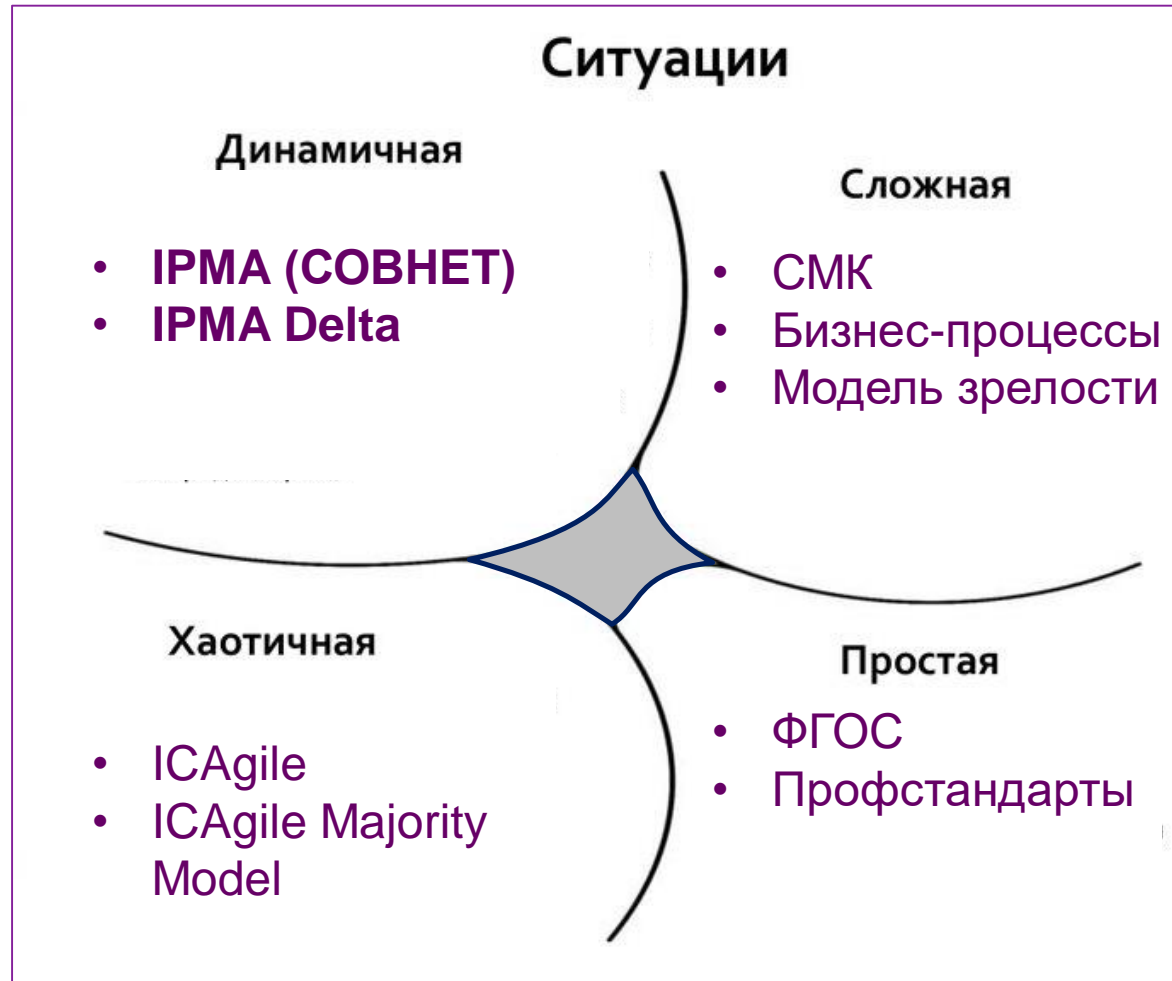 Ситуации
Динамичная
• IPMA (СОВНЕТ)
• IPMA Delta
Сложная
• СМК
• Бизнес-процессы
• Модель зрелости
Хаотичная
• ICAgile
• ICAgile Majority
Model
Простая
• ФГОС
• Профстандарты